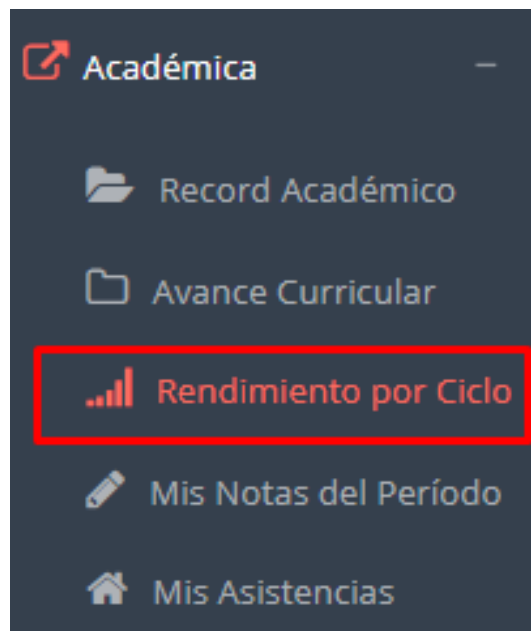 Académica
Record Académico
Avance Curricular
Rendimiento por Ciclo
Mis Notas del Período
Mis Asistencias